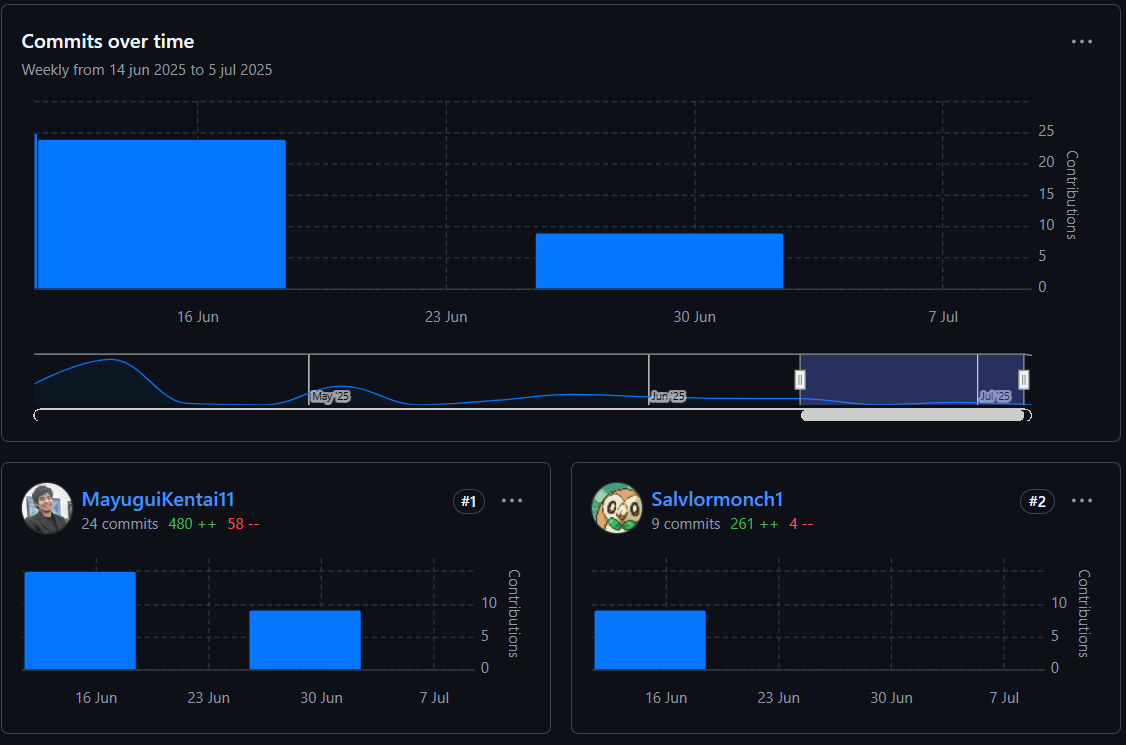 Commits over time
Weekly from 14 jun 2025 to 5 jul 2025
25
20
15
10
5
0
Contributions
16 Jun
23 Jun
30 Jun
7 Jul
May '25
Jun '25
Jul '25
MayuguiKentai11
#1
24 commits 480 ++ 58 --
10
5
0
Contributions
16 Jun
23 Jun
30 Jun
7 Jul
Salvlormonch1
#2
9 commits 261 ++ 4 --
10
5
0
Contributions
16 Jun
23 Jun
30 Jun
7 Jul